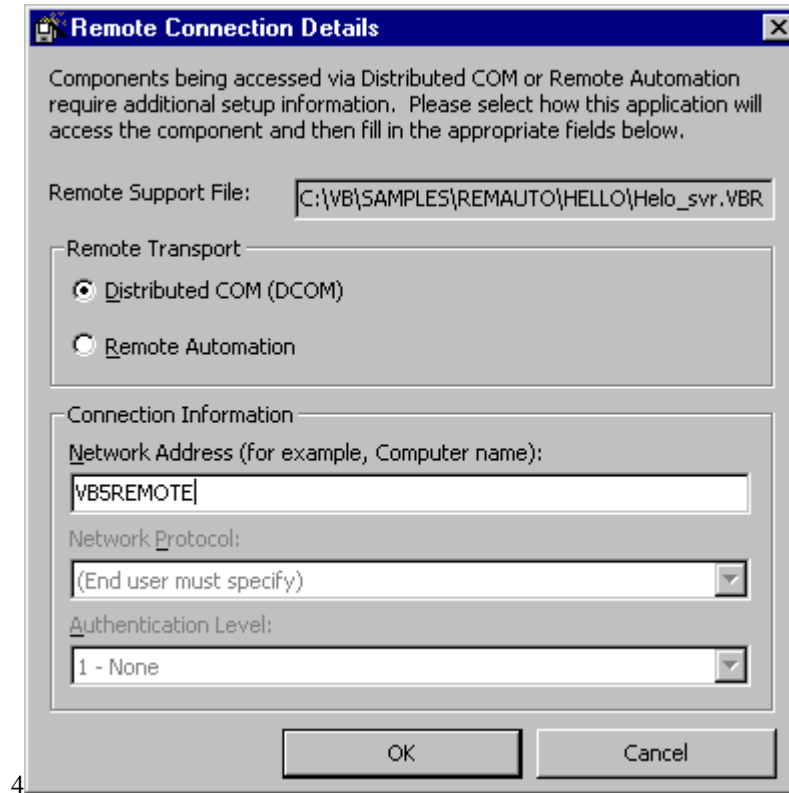 Remote Connection Details
Components being accessed via Distributed COM or Remote Automation
require additional setup information.  Please select how this application will
access the component and then fill in the appropriate fields below.
Remote Support File:
C:\VB\SAMPLES\REMAUTO\HELLO\Helo_svr.VBR
Remote Transport
Distributed COM (DCOM)
Remote Automation
Connection Information
Network Address (for example, Computer name):
VB5REMOTE
Network Protocol:
(End user must specify)
Authentication Level:
1 - None
OK Cancel
4